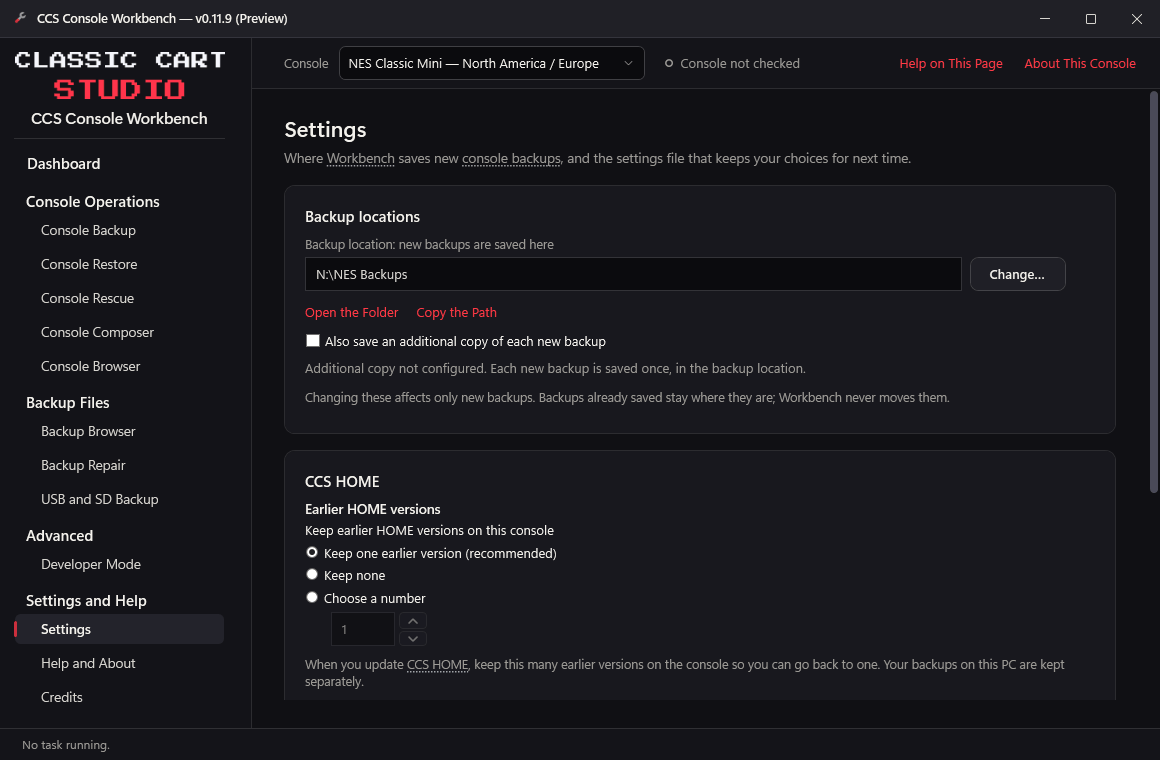 CCS Console Workbench — v0.11.9 (Preview)
CLASSIC CART
STUDIO
CCS Console Workbench
Dashboard
Console Operations
Console Backup
Console Restore
Console Rescue
Console Composer
Console Browser
Backup Files
Backup Browser
Backup Repair
USB and SD Backup
Advanced
Developer Mode
Settings and Help
Settings
Help and About
Credits
Console
NES Classic Mini — North America / Europe
Console not checked
Help on This Page
About This Console
Settings
Where Workbench saves new console backups, and the settings file that keeps your choices for next time.
Backup locations
Backup location: new backups are saved here
N:\NES Backups
Change...
Open the Folder
Copy the Path
Also save an additional copy of each new backup
Additional copy not configured. Each new backup is saved once, in the backup location.
Changing these affects only new backups. Backups already saved stay where they are; Workbench never moves them.
CCS HOME
Earlier HOME versions
Keep earlier HOME versions on this console
Keep one earlier version (recommended)
Keep none
Choose a number
1
When you update CCS HOME, keep this many earlier versions on the console so you can go back to one. Your backups on this PC are kept
separately.
No task running.